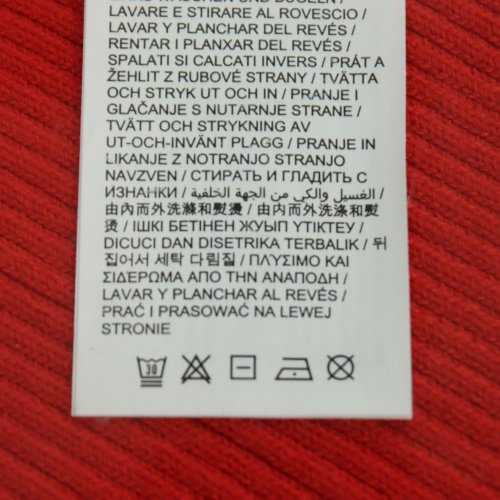 LINKS WASCHEN UND BÜGELN /
LAVARE E STIRARE AL ROVESCIO /
LAVAR Y PLANCHAR DEL REVÉS /
RENTAR I PLANXAR DEL REVÉS /
SPALATI SI CALCATI INVERS / PRÁT A
ŽEHLIT Z RUBOVÉ STRANY / TVÄTTA
OCH STRYK UT OCH IN / PRANJE I
GLAČANJE S NUTARNJE STRANE /
TVÄTT OCH STRYKNING AV
UT-OCH-INVÄNT PLAGG / PRANJE IN
LIKANJE Z NOTRANJO STRANJO
NAVZVEN / СТИРАТЬ И ГЛАДИТЬ С
ИЗНАНКИ / الغسيل والكي من الجهة الخلفية /
由內而外洗滌和熨燙 / 由内而外洗涤和熨
烫 / ІШКІ БЕТІНЕН ЖУЫП ҮТІКТЕУ /
DICUCI DAN DISETRIKA TERBALIK / 뒤
집어서 세탁 다림질 / ΠΛΥΣΙΜΟ ΚΑΙ
ΣΙΔΕΡΩΜΑ ΑΠΟ ΤΗΝ ΑΝΑΠΟΔΗ /
LAVAR Y PLANCHAR AL REVÉS /
PRAĆ I PRASOWAĆ NA LEWEJ
STRONIE
30